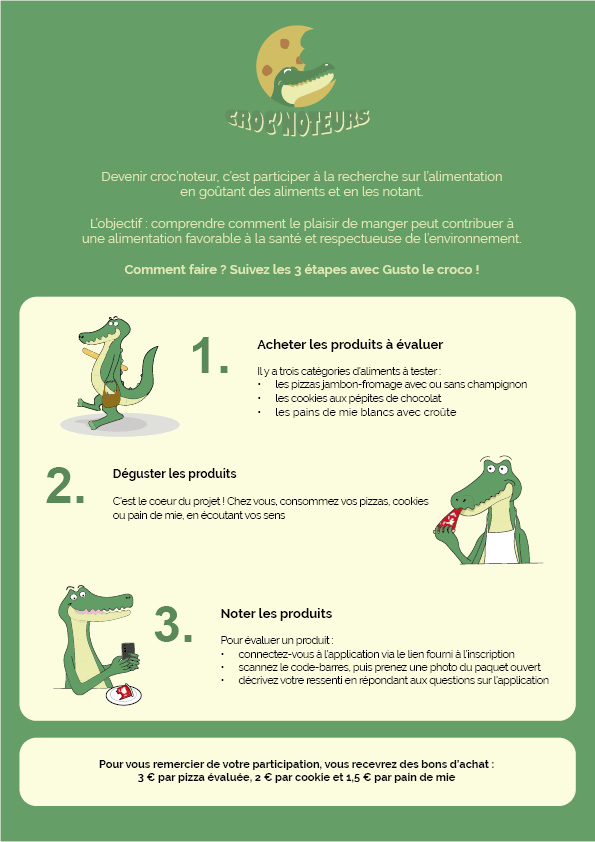 CROC'NOTEURS
Devenir croc'noteur, c'est participer à la recherche sur l'alimentation
en goûtant des aliments et en les notant.
L'objectif : comprendre comment le plaisir de manger peut contribuer à
une alimentation favorable à la santé et respectueuse de l'environnement.
Comment faire ? Suivez les 3 étapes avec Gusto le croco !
1.
Acheter les produits à évaluer
Il y a trois catégories d'aliments à tester :
• les pizzas jambon-fromage avec ou sans champignon
• les cookies aux pépites de chocolat
• les pains de mie blancs avec croûte
2.
Déguster les produits
C'est le coeur du projet ! Chez vous, consommez vos pizzas, cookies
ou pain de mie, en écoutant vos sens
3.
Noter les produits
Pour évaluer un produit :
• connectez-vous à l'application via le lien fourni à l'inscription
• scannez le code-barres, puis prenez une photo du paquet ouvert
• décrivez votre ressenti en répondant aux questions sur l'application
Pour vous remercier de votre participation, vous recevrez des bons d'achat :
3 € par pizza évaluée, 2 € par cookie et 1,5 € par pain de mie